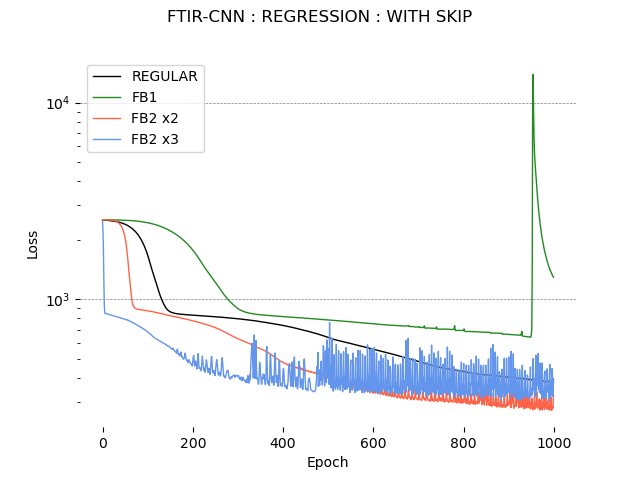 FTIR-CNN : REGRESSION : WITH SKIP
REGULAR
FB1
FB2 x2
FB2 x3
10⁴
10³
Loss
0 200 400 600 800 1000
Epoch